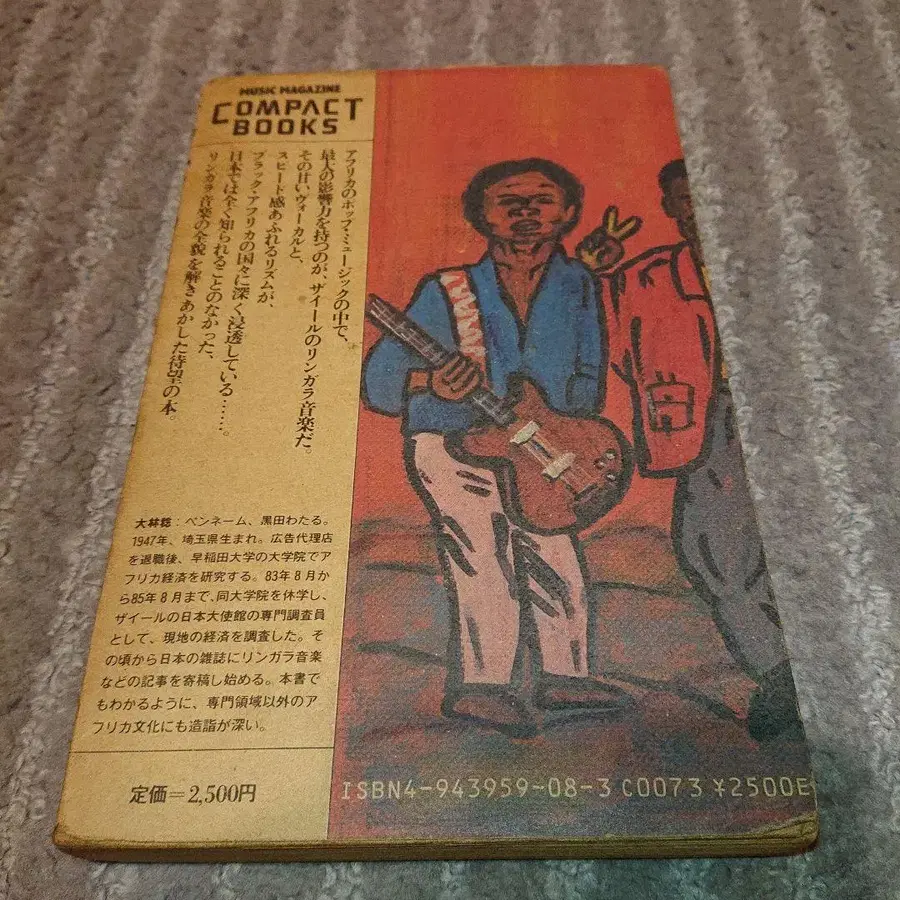 MUSIC MAGAZINE
COMPACT
BOOKS
アフリカのポップ・ミュージックの中で、
最大の影響力を持つのが、ザイールのリンガラ音楽だ。
その甘いヴォーカルと、
スピード感あふれるリズムが、
ブラック・アフリカの国々に深く浸透している……。
日本では全く知られることのなかった、
リンガラ音楽の全貌を解きあかした待望の本。
大林稔：ペンネーム、黒田わたる。
1947年、埼玉県生まれ。広告代理店
を退職後、早稲田大学の大学院でア
フリカ経済を研究する。83年8月か
ら85年8月まで、同大学院を休学し、
ザイールの日本大使館の専門調査員
として、現地の経済を調査した。そ
の頃から日本の雑誌にリンガラ音楽
などの記事を寄稿し始める。本書で
もわかるように、専門領域以外のア
フリカ文化にも造詣が深い。
定価＝2,500円
ISBN4-943959-08-3 C0073 ¥2500E